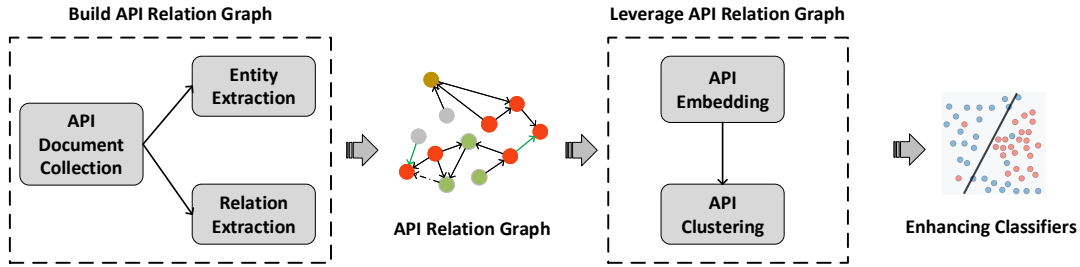 Build API Relation Graph
API
Document
Collection
Entity
Extraction
Relation
Extraction
API Relation Graph
Leverage API Relation Graph
API
Embedding
API
Clustering
Enhancing Classifiers